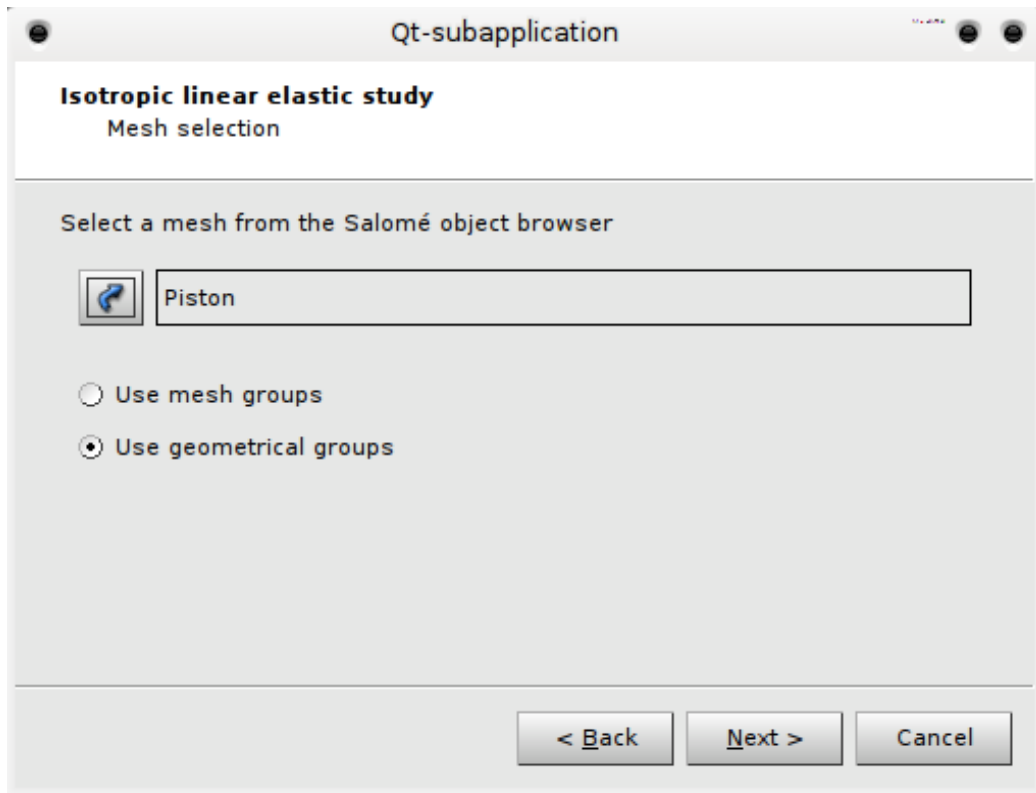 Qt-subapplication
Isotropic linear elastic study
Mesh selection
Select a mesh from the Salomé object browser
Piston
Use mesh groups
Use geometrical groups
< Back Next > Cancel